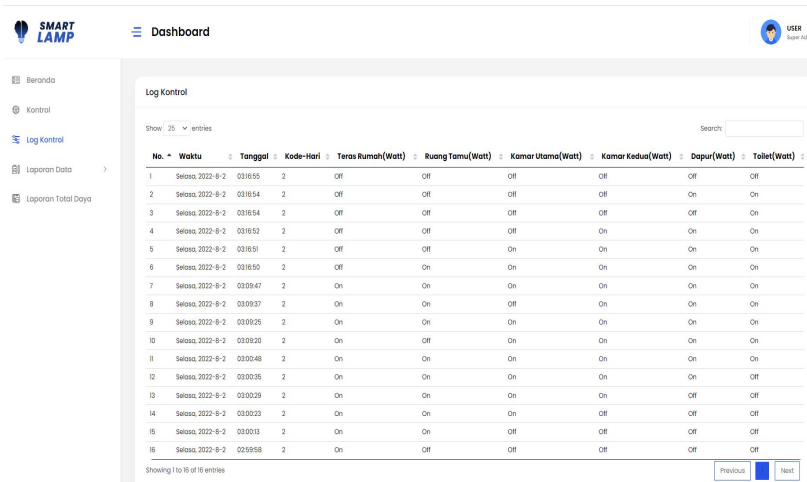 SMART
LAMP
Dashboard
USER
Super Ad
Beranda
Kontrol
Log Kontrol
Laporan Data
Laporan Total Daya
Log Kontrol
Show 25 entries
Search:
No. Waktu Tanggal Kode-Hari Teras Rumah(Watt) Ruang Tamu(Watt) Kamar Utama(Watt) Kamar Kedua(Watt) Dapur(Watt) Toilet(Watt)
1 Selasa, 2022-8-2 03:16:55 2 Off Off Off Off Off Off
2 Selasa, 2022-8-2 03:16:54 2 Off Off Off Off On On
3 Selasa, 2022-8-2 03:16:54 2 Off Off Off Off Off On
4 Selasa, 2022-8-2 03:16:52 2 Off Off Off On On On
5 Selasa, 2022-8-2 03:16:51 2 Off Off On On On On
6 Selasa, 2022-8-2 03:16:50 2 Off On On On On On
7 Selasa, 2022-8-2 03:09:47 2 On On On On On On
8 Selasa, 2022-8-2 03:09:37 2 On On Off On On On
9 Selasa, 2022-8-2 03:09:25 2 On On On On On On
10 Selasa, 2022-8-2 03:09:20 2 On Off On On On On
11 Selasa, 2022-8-2 03:00:48 2 On On On On On On
12 Selasa, 2022-8-2 03:00:35 2 On On On On On Off
13 Selasa, 2022-8-2 03:00:29 2 On On On On Off Off
14 Selasa, 2022-8-2 03:00:23 2 On On On Off Off Off
15 Selasa, 2022-8-2 03:00:13 2 On On Off Off Off Off
16 Selasa, 2022-8-2 02:59:58 2 On Off Off Off Off Off
Showing 1 to 16 of 16 entries
Previous 1 Next